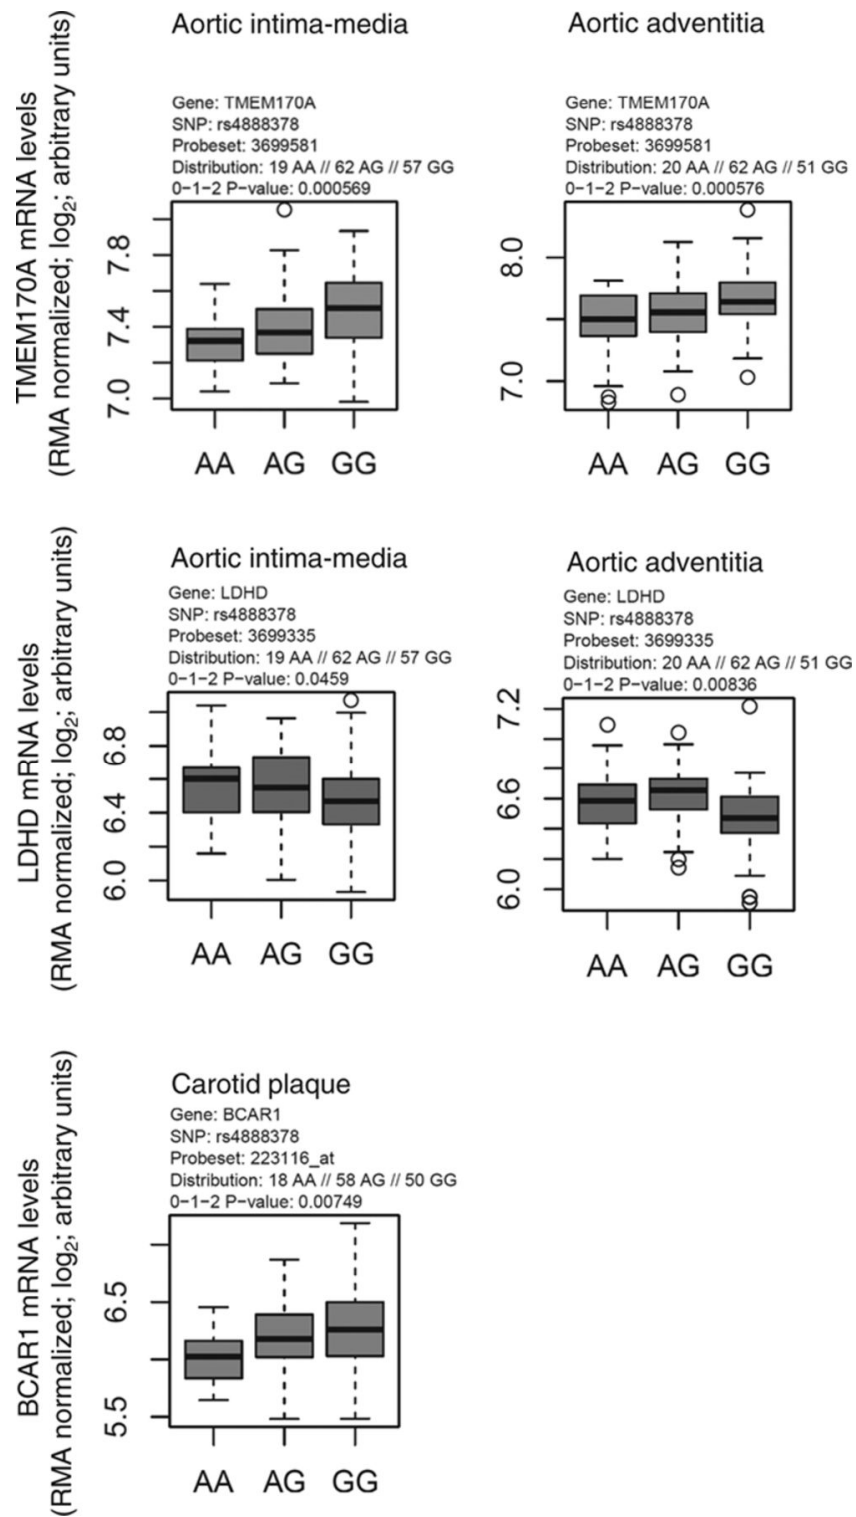 Aortic intima-media
Gene: TMEM170A
SNP: rs4888378
Probeset: 3699581
Distribution: 19 AA // 62 AG // 57 GG
0−1−2 P−value: 0.000569
TMEM170A mRNA levels
(RMA normalized; log₂; arbitrary units)
7.8
7.4
7.0
AA AG GG
Aortic adventitia
Gene: TMEM170A
SNP: rs4888378
Probeset: 3699581
Distribution: 20 AA // 62 AG // 51 GG
0−1−2 P−value: 0.000576
8.0
7.0
AA AG GG
Aortic intima-media
Gene: LDHD
SNP: rs4888378
Probeset: 3699335
Distribution: 19 AA // 62 AG // 57 GG
0−1−2 P−value: 0.0459
LDHD mRNA levels
(RMA normalized; log₂; arbitrary units)
6.8
6.4
6.0
AA AG GG
Aortic adventitia
Gene: LDHD
SNP: rs4888378
Probeset: 3699335
Distribution: 20 AA // 62 AG // 51 GG
0−1−2 P−value: 0.00836
7.2
6.6
6.0
AA AG GG
Carotid plaque
Gene: BCAR1
SNP: rs4888378
Probeset: 223116_at
Distribution: 18 AA // 58 AG // 50 GG
0−1−2 P−value: 0.00749
BCAR1 mRNA levels
(RMA normalized; log₂; arbitrary units)
6.5
5.5
AA AG GG